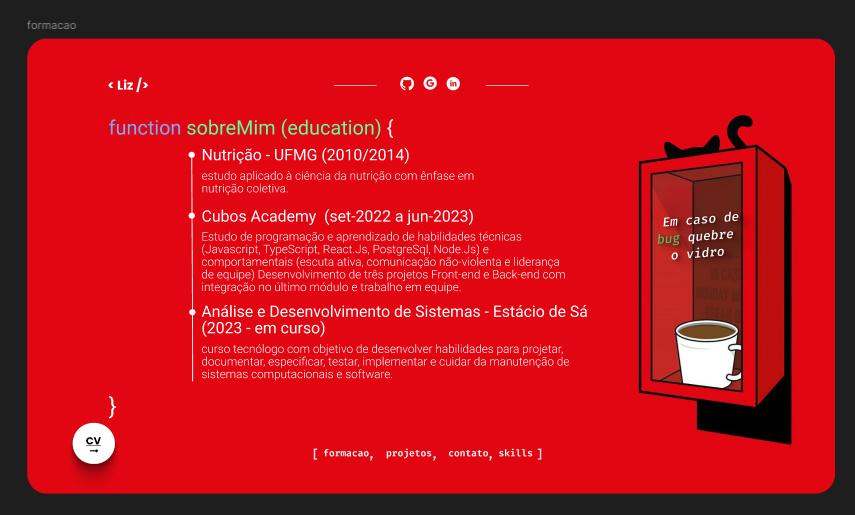 formacao
< Liz />
G in
function sobreMim (education) {
Nutrição - UFMG (2010/2014)
estudo aplicado à ciência da nutrição com ênfase em
nutrição coletiva.
Cubos Academy (set-2022 a jun-2023)
Estudo de programação e aprendizado de habilidades técnicas
(Javascript, TypeScript, React.Js, PostgreSql, Node.Js) e
comportamentais (escuta ativa, comunicação não-violenta e liderança
de equipe) Desenvolvimento de três projetos Front-end e Back-end com
integração no último módulo e trabalho em equipe.
Análise e Desenvolvimento de Sistemas - Estácio de Sá
(2023 - em curso)
curso tecnólogo com objetivo de desenvolver habilidades para projetar,
documentar, especificar, testar, implementar e cuidar da manutenção de
sistemas computacionais e software.
}
Em caso de
bug quebre
o vidro
CV
[ formacao, projetos, contato, skills ]